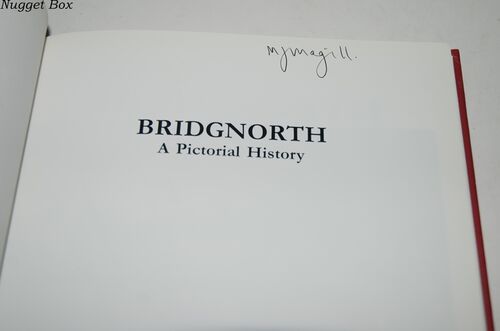 Nugget Box
mjmagill.
BRIDGNORTH
A Pictorial History